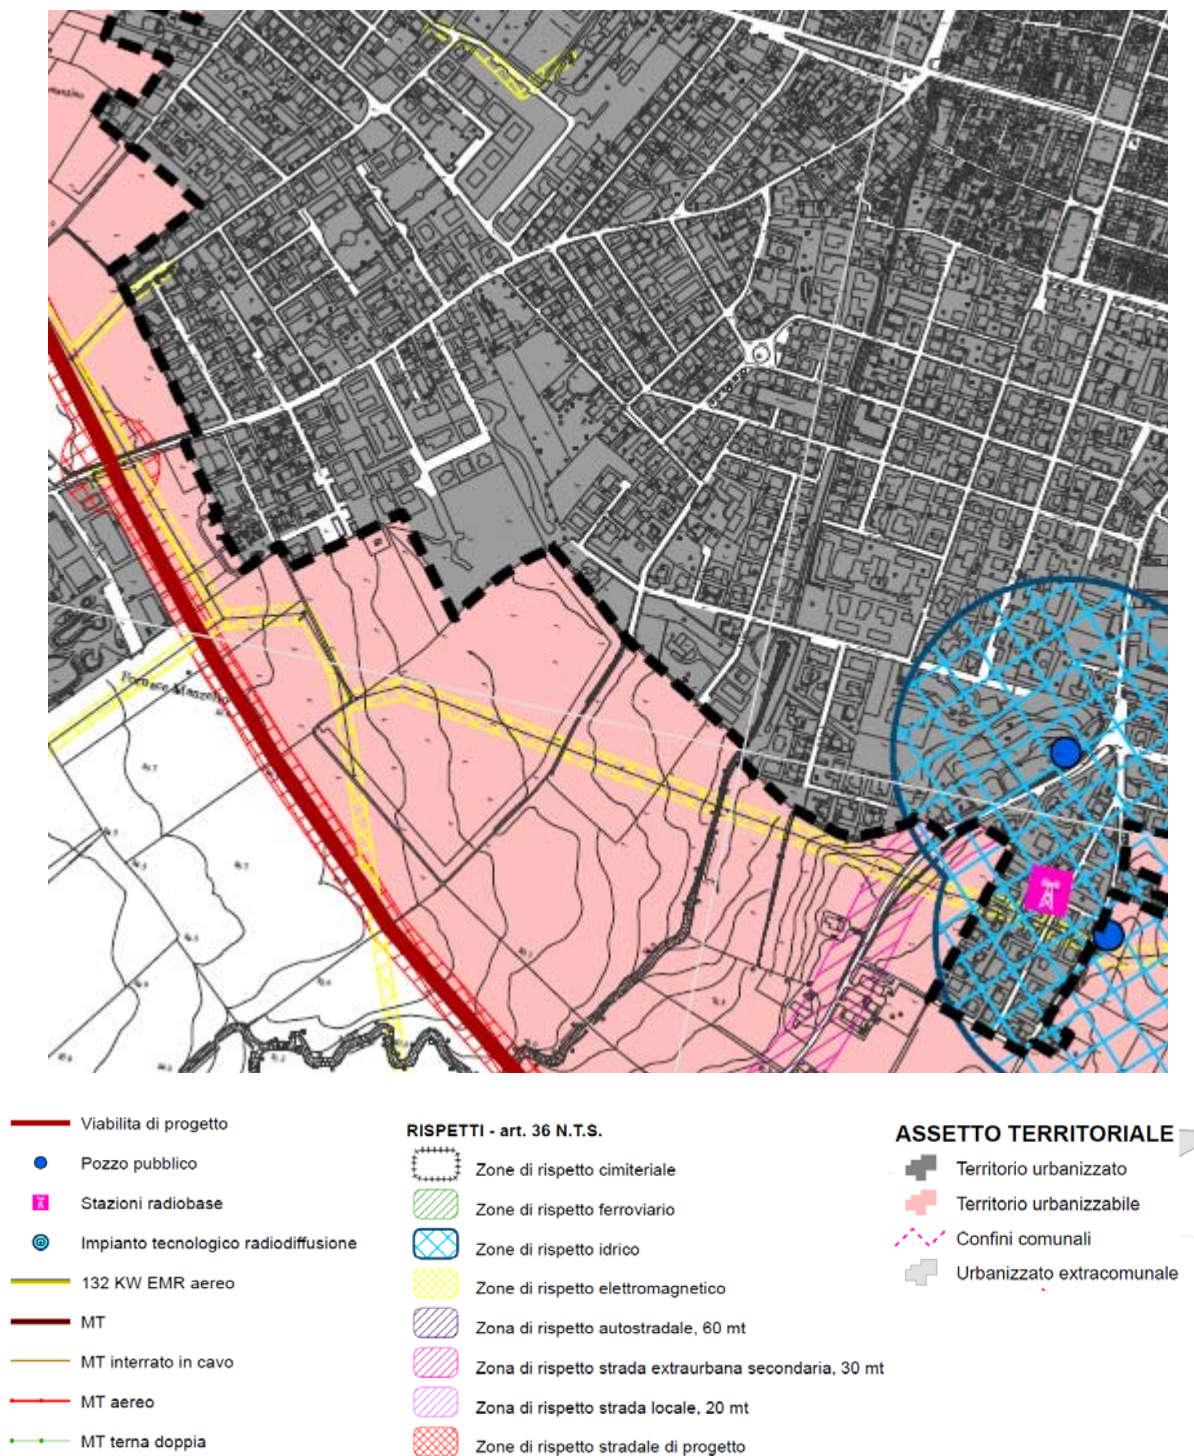 Fornace Manzella
Viabilita di progetto
Pozzo pubblico
Stazioni radiobase
Impianto tecnologico radiodiffusione
132 KW EMR aereo
MT
MT interrato in cavo
MT aereo
MT terna doppia
RISPETTI - art. 36 N.T.S.
Zone di rispetto cimiteriale
Zone di rispetto ferroviario
Zone di rispetto idrico
Zone di rispetto elettromagnetico
Zona di rispetto autostradale, 60 mt
Zona di rispetto strada extraurbana secondaria, 30 mt
Zona di rispetto strada locale, 20 mt
Zone di rispetto stradale di progetto
ASSETTO TERRITORIALE
Territorio urbanizzato
Territorio urbanizzabile
Confini comunali
Urbanizzato extracomunale